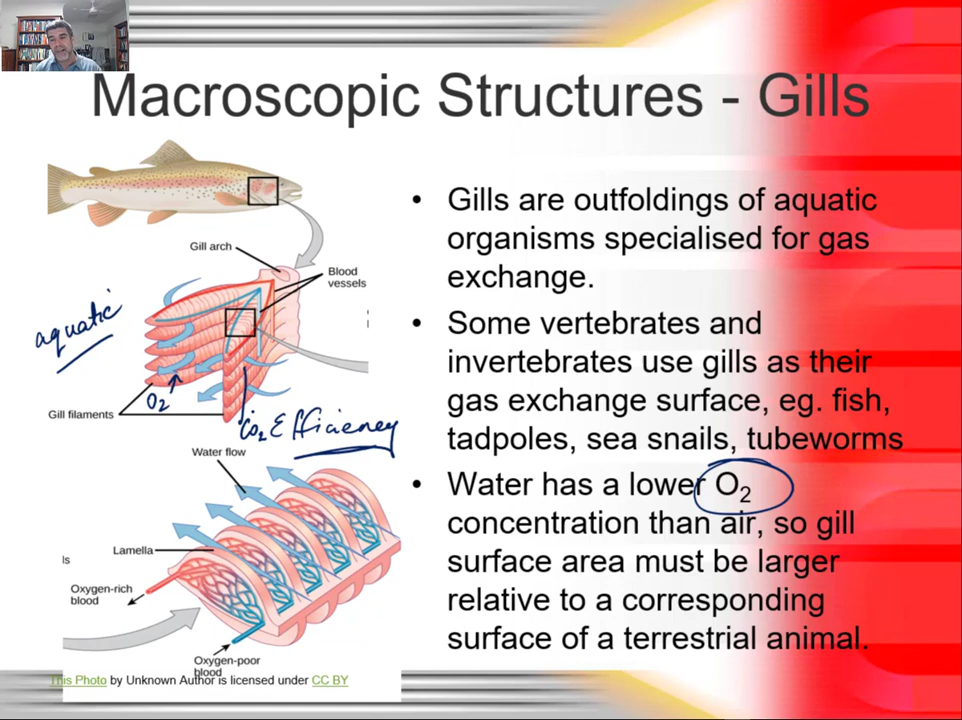 Macroscopic Structures - Gills
Gill arch
Blood
vessels
aquatic
O2
Gill filaments
CO2 Efficiency
Water flow
Lamella
ls
Oxygen-rich
blood
Oxygen-poor
blood
This Photo by Unknown Author is licensed under CC BY
• Gills are outfoldings of aquatic
organisms specialised for gas
exchange.
• Some vertebrates and
invertebrates use gills as their
gas exchange surface, eg. fish,
tadpoles, sea snails, tubeworms
• Water has a lower O2
concentration than air, so gill
surface area must be larger
relative to a corresponding
surface of a terrestrial animal.